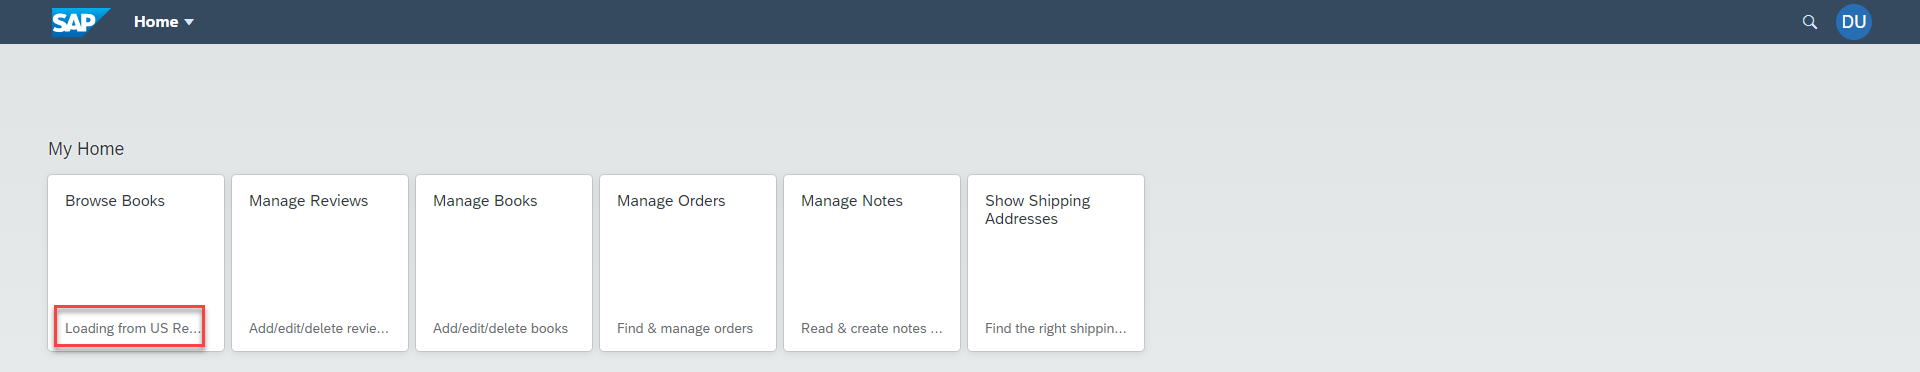 SAP Home DU
My Home
Browse Books
Loading from US Re...
Manage Reviews
Add/edit/delete revie...
Manage Books
Add/edit/delete books
Manage Orders
Find & manage orders
Manage Notes
Read & create notes ...
Show Shipping
Addresses
Find the right shippin...